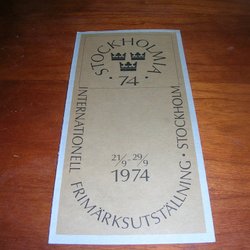 · STOCKHOLMIA ·
74
21/9 - 29/9
1974
INTERNATIONELL FRIMÄRKSUTSTÄLLNING · STOCKHOLM